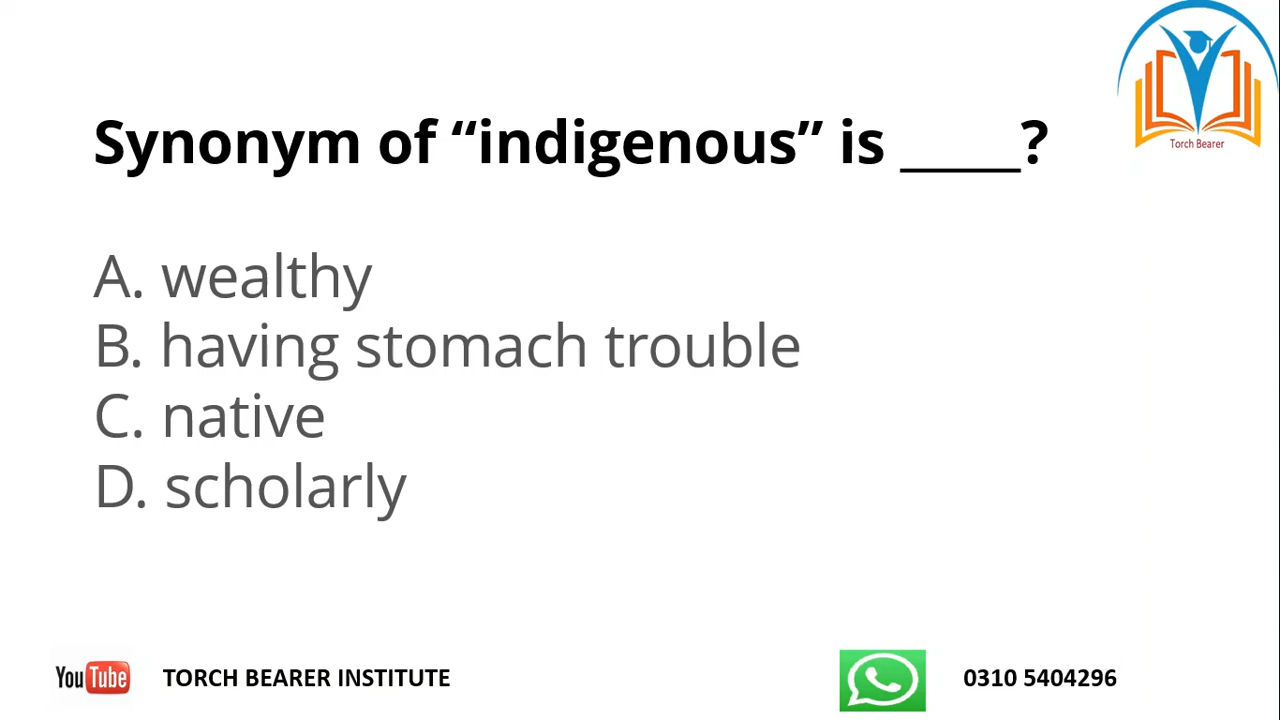 Torch Bearer
Synonym of “indigenous” is _____?
A. wealthy
B. having stomach trouble
C. native
D. scholarly
YouTube TORCH BEARER INSTITUTE 0310 5404296